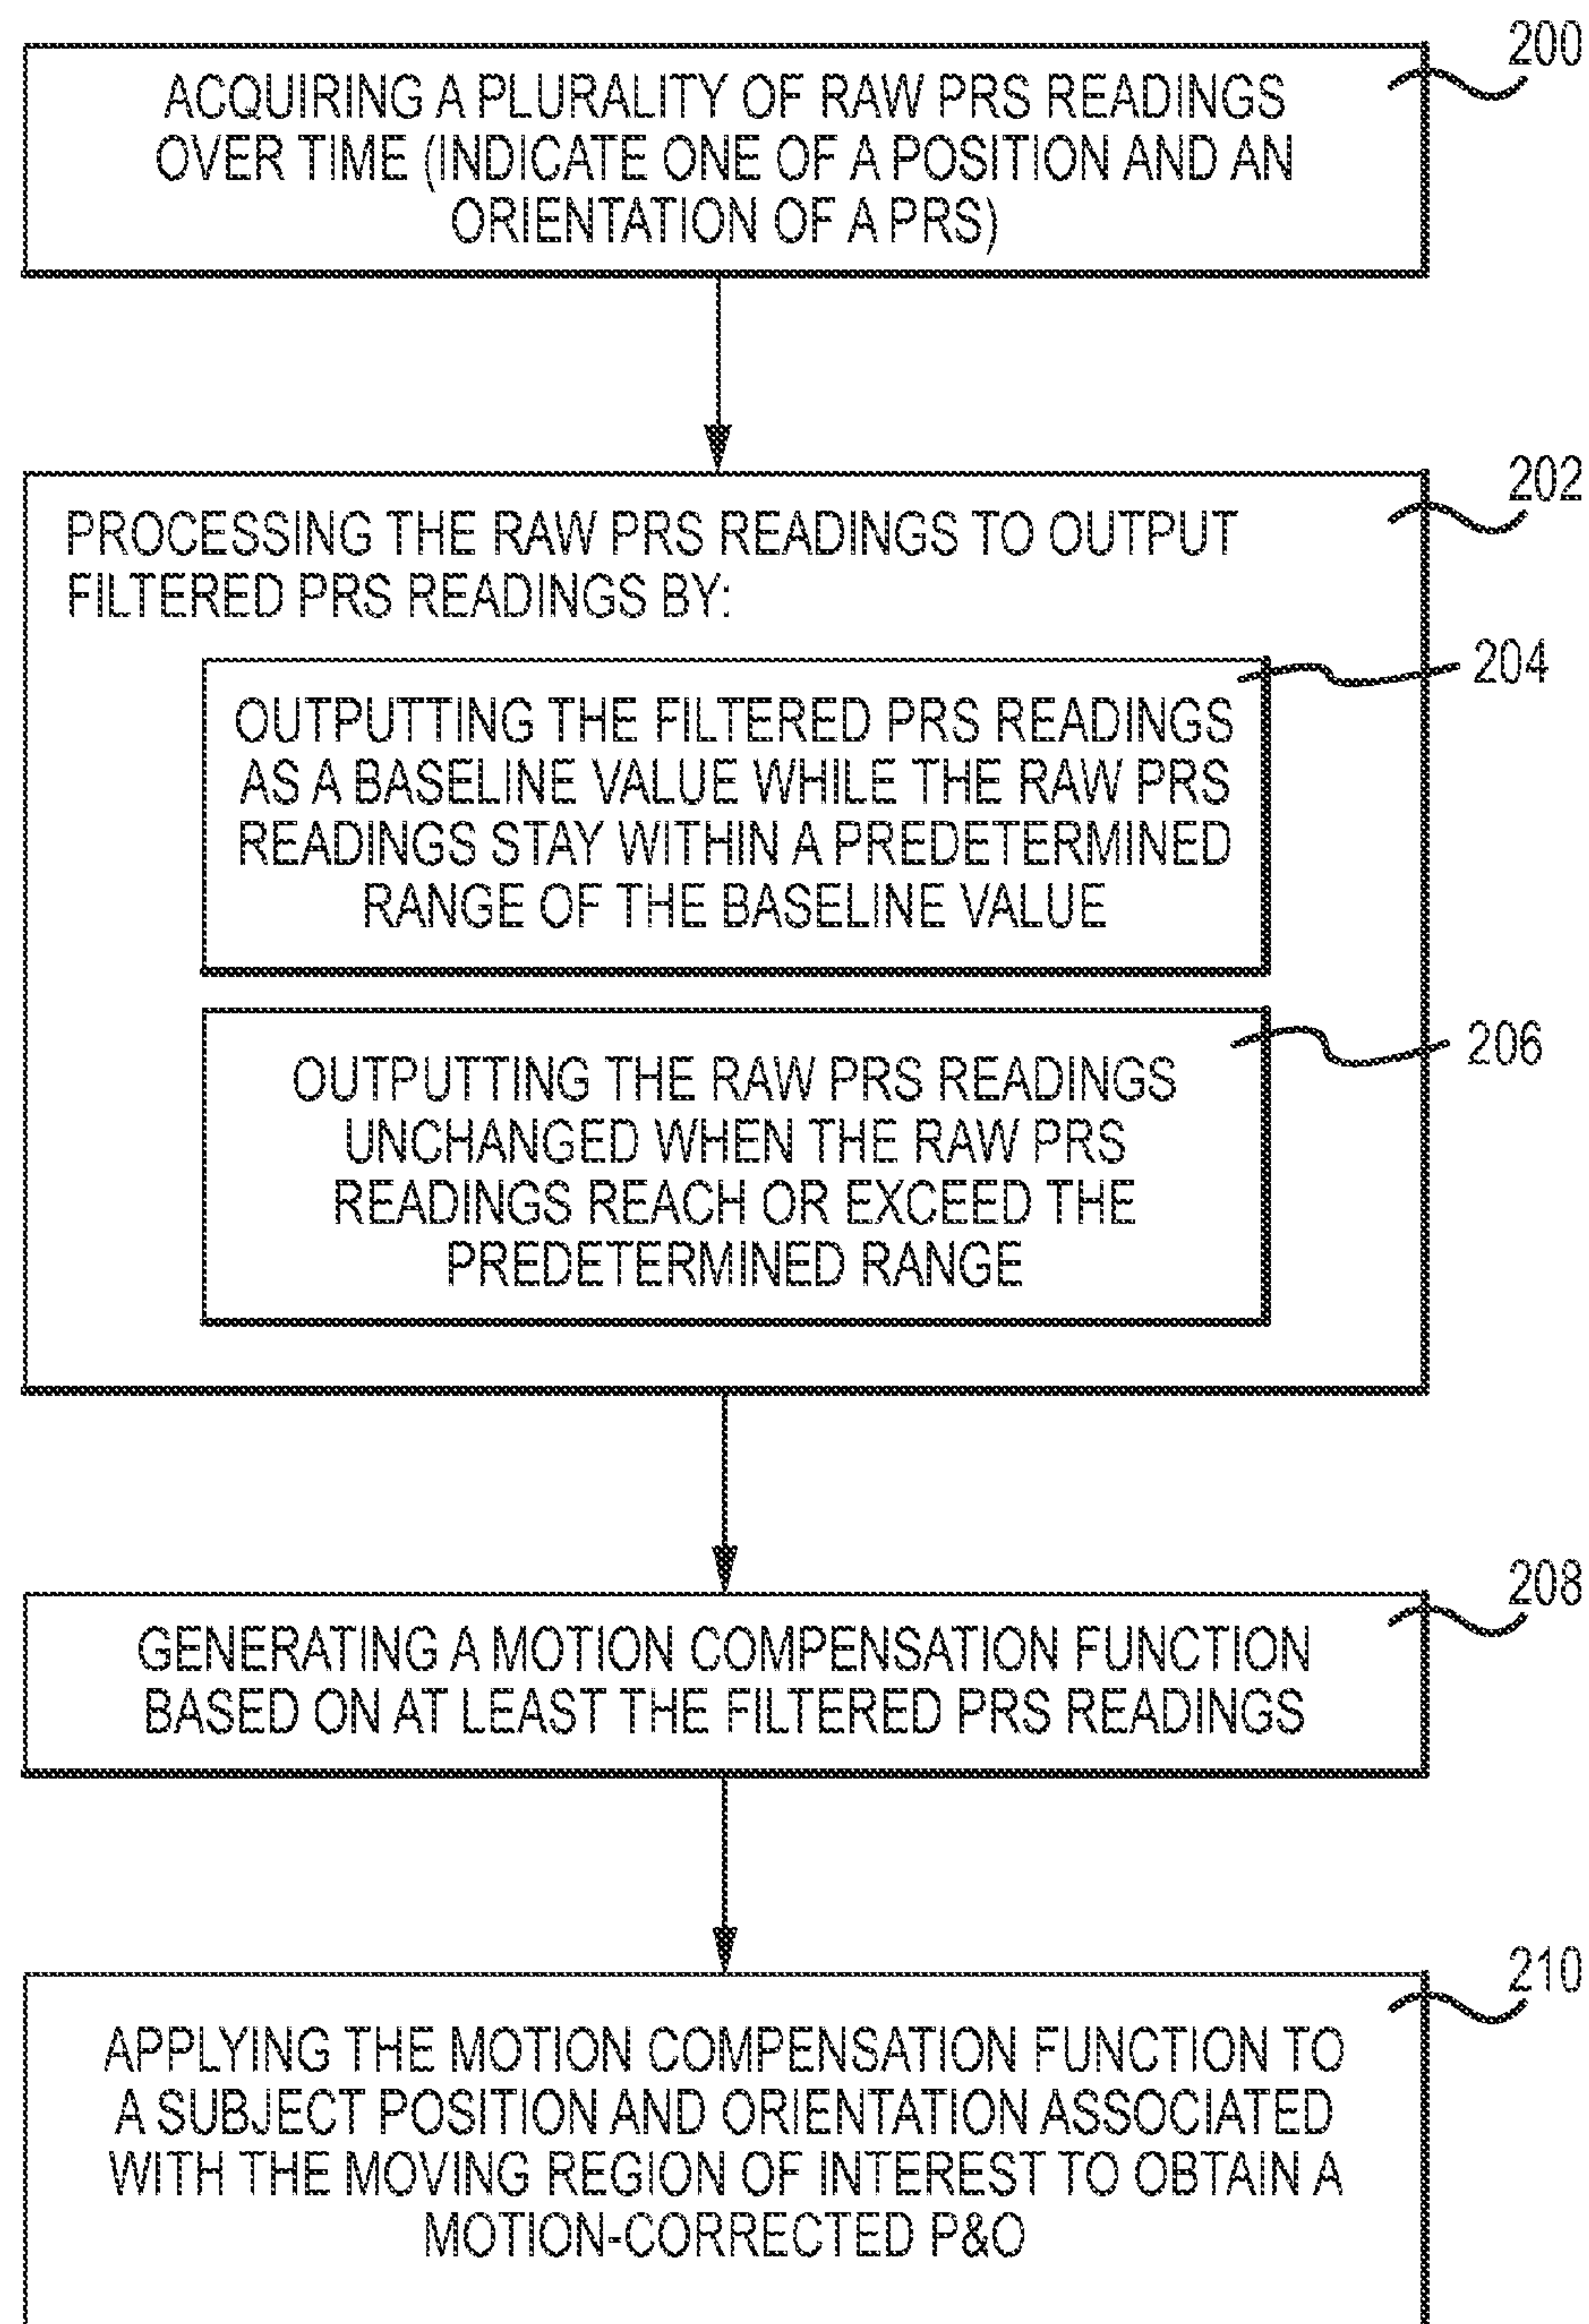 200
ACQUIRING A PLURALITY OF RAW PRS READINGS
OVER TIME (INDICATE ONE OF A POSITION AND AN
ORIENTATION OF A PRS)
202
PROCESSING THE RAW PRS READINGS TO OUTPUT
FILTERED PRS READINGS BY:
204
OUTPUTTING THE FILTERED PRS READINGS
AS A BASELINE VALUE WHILE THE RAW PRS
READINGS STAY WITHIN A PREDETERMINED
RANGE OF THE BASELINE VALUE
206
OUTPUTTING THE RAW PRS READINGS
UNCHANGED WHEN THE RAW PRS
READINGS REACH OR EXCEED THE
PREDETERMINED RANGE
208
GENERATING A MOTION COMPENSATION FUNCTION
BASED ON AT LEAST THE FILTERED PRS READINGS
210
APPLYING THE MOTION COMPENSATION FUNCTION TO
A SUBJECT POSITION AND ORIENTATION ASSOCIATED
WITH THE MOVING REGION OF INTEREST TO OBTAIN A
MOTION-CORRECTED P&O